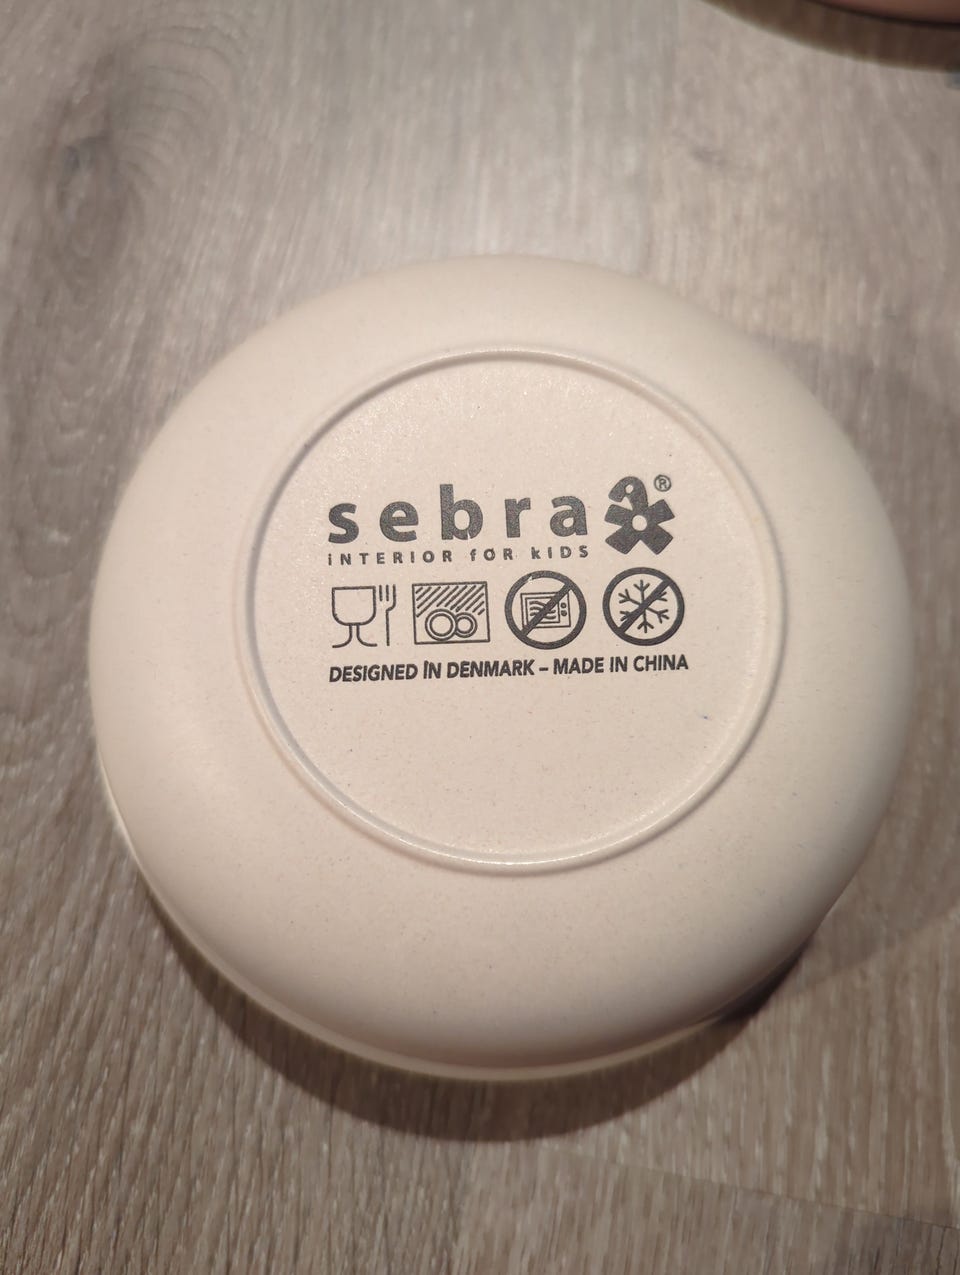 sebra®
INTERIOR FOR KIDS
DESIGNED IN DENMARK – MADE IN CHINA